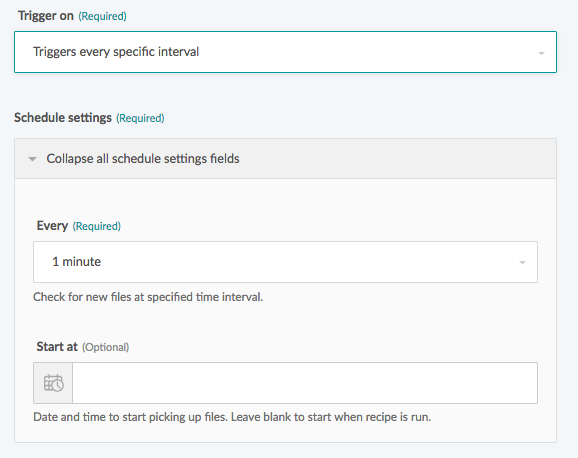 Trigger on (Required)
Triggers every specific interval
Schedule settings (Required)
Collapse all schedule settings fields
Every (Required)
1 minute
Check for new files at specified time interval.
Start at (Optional)
Date and time to start picking up files. Leave blank to start when recipe is run.